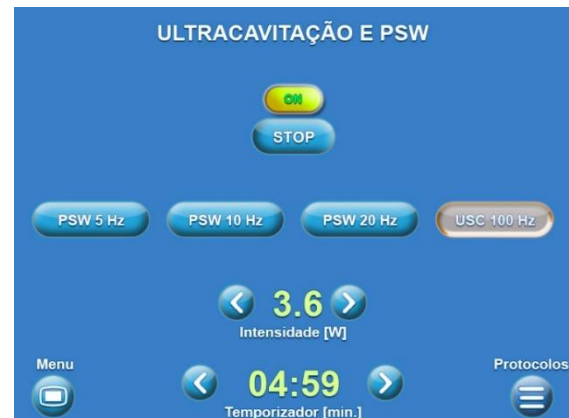 ULTRACAVITAÇÃO E PSW
ON
STOP
PSW 5 Hz
PSW 10 Hz
PSW 20 Hz
USC 100 Hz
3.6
Intensidade [W]
Menu
Protocolos
04:59
Temporizador [min.]